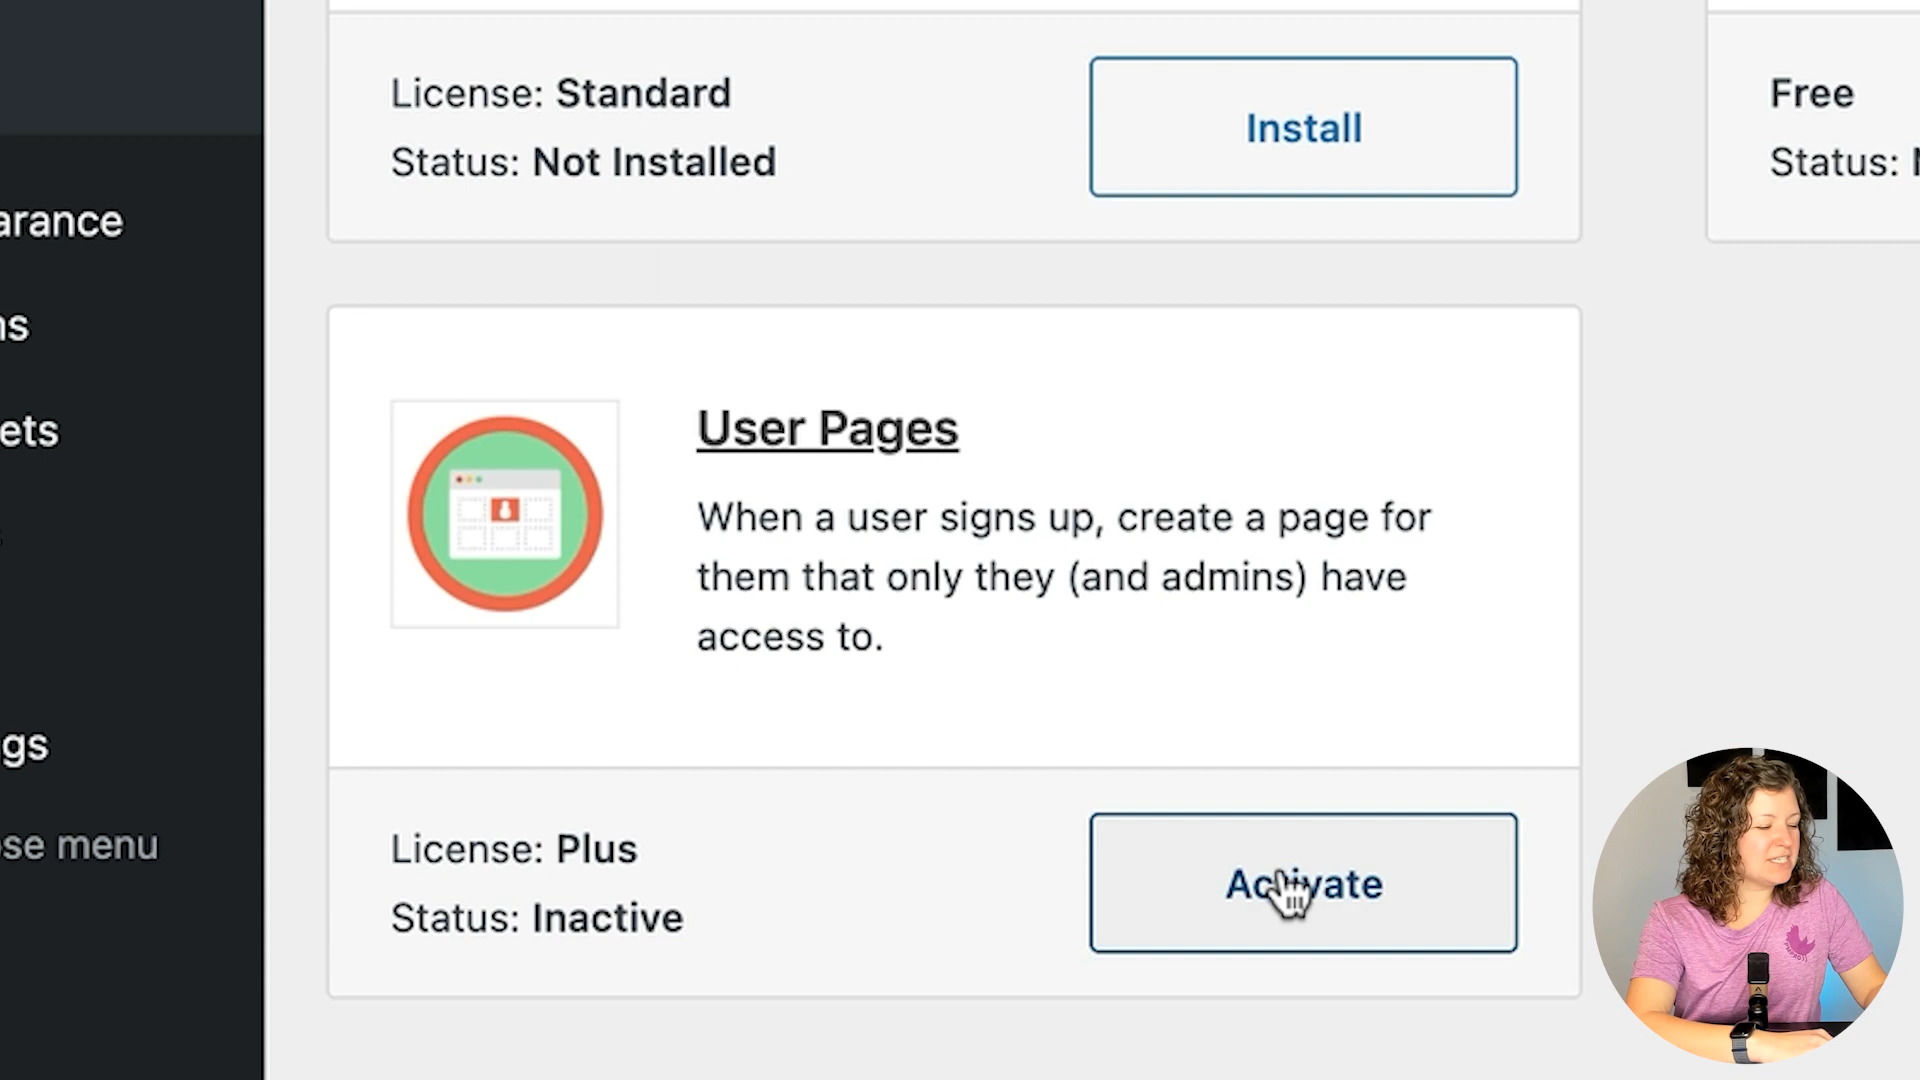 License: Standard
Install
Status: Not Installed
Free
Status:
arance
ns
ets
gs
se menu
User Pages
When a user signs up, create a page for
them that only they (and admins) have
access to.
License: Plus
Activate
Status: Inactive